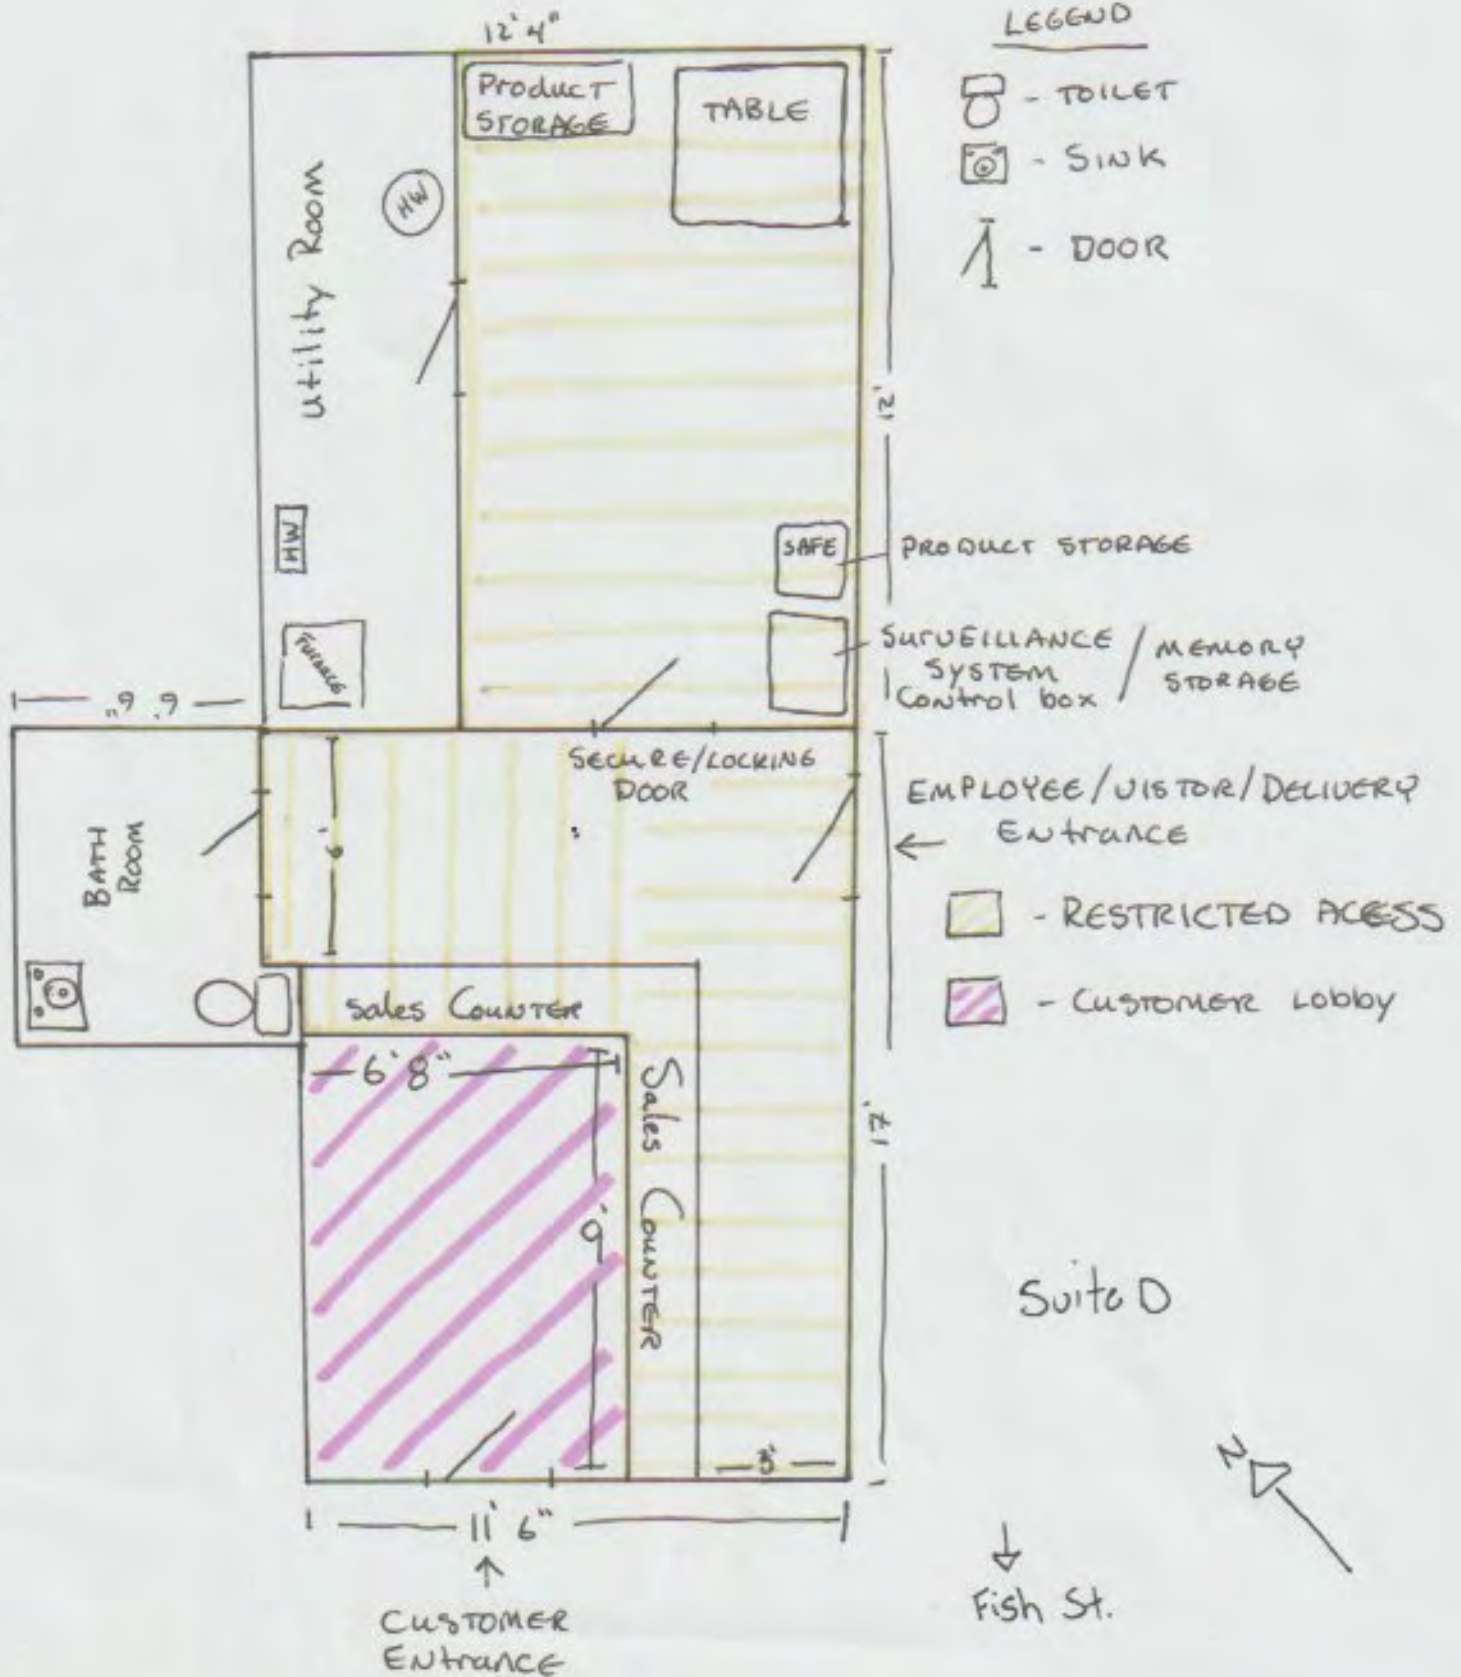 12' 4"
LEGEND
- TOILET
- SINK
- DOOR
Product
STORAGE
TABLE
HW
Utility Room
12'
HW
SAFE
PRODUCT STORAGE
Furnace
SurvEILLANCE
SYSTEM
Control box
/ MEMORY
STORAGE
6' 6"
SECURE/LOCKING
DOOR
EMPLOYEE/VISTOR/DELIVERY
Entrance
BATH
ROOM
6'
- RESTRICTED ACESS
- CUSTOMER LObby
Sales COUNTER
6' 8"
Sales COUNTER
17'
9'
Suite D
3'
N
11' 6"
CUSTOMER
Entrance
Fish St.